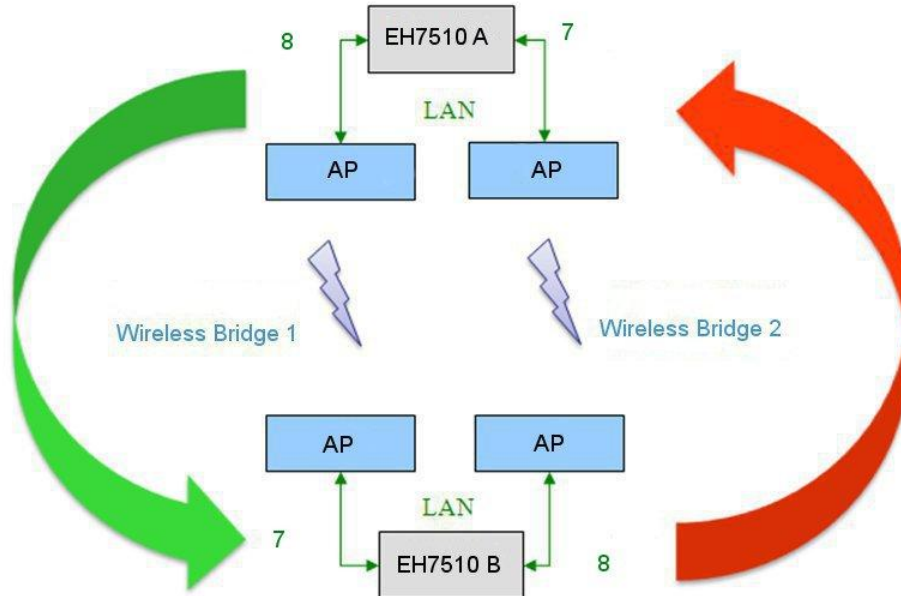 8
EH7510 A
7
LAN
AP
AP
Wireless Bridge 1
Wireless Bridge 2
AP
AP
LAN
7
EH7510 B
8